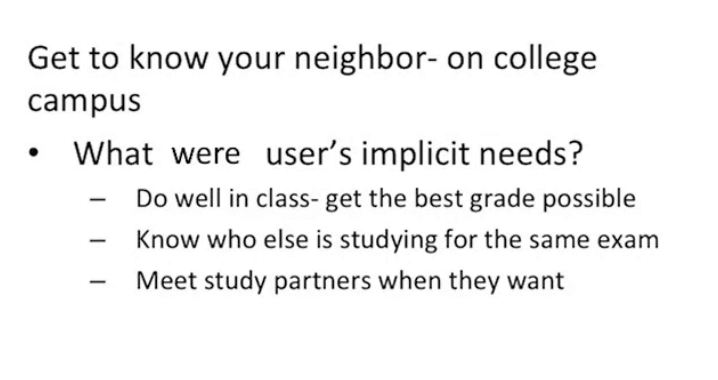 Get to know your neighbor- on college
campus
• What were user’s implicit needs?
– Do well in class- get the best grade possible
– Know who else is studying for the same exam
– Meet study partners when they want